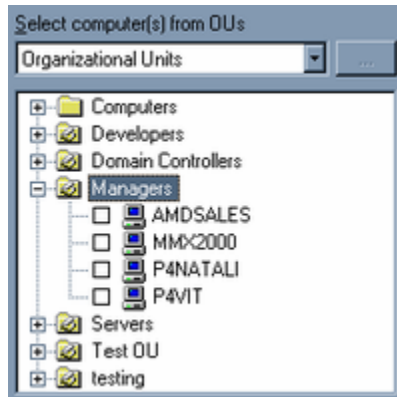 Select computer(s) from OUs
Organizational Units
...
Computers
Developers
Domain Controllers
Managers
AMDSALES
MMX2000
P4NATALI
P4VIT
Servers
Test OU
testing